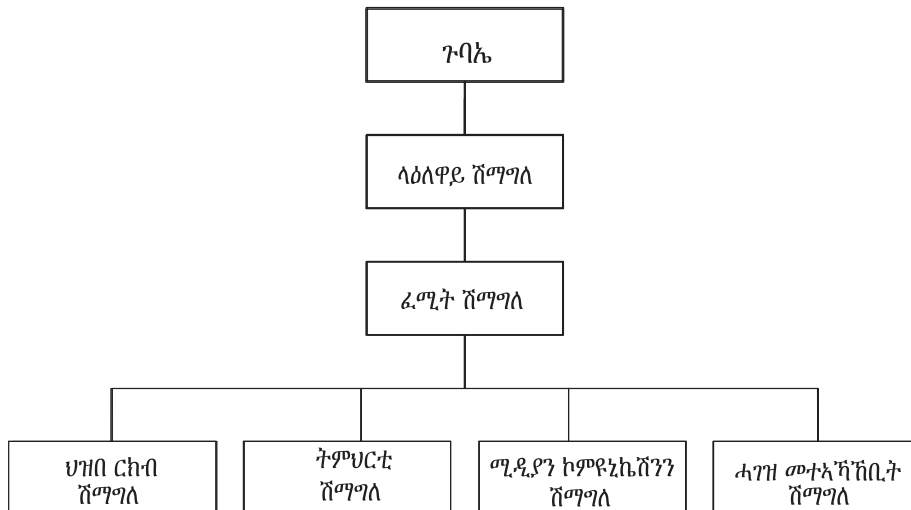 ጉባኤ
ላዕለዋይ ሽማግለ
ፈሚት ሽማግለ
ህዝበ ርክብ
ሽማግለ
ትምህርቲ
ሽማግለ
ሚዲያን ኮምዩኒኬሽንን
ሽማግለ
ሓገዝ መተኣኻኸቢት
ሽማግለ